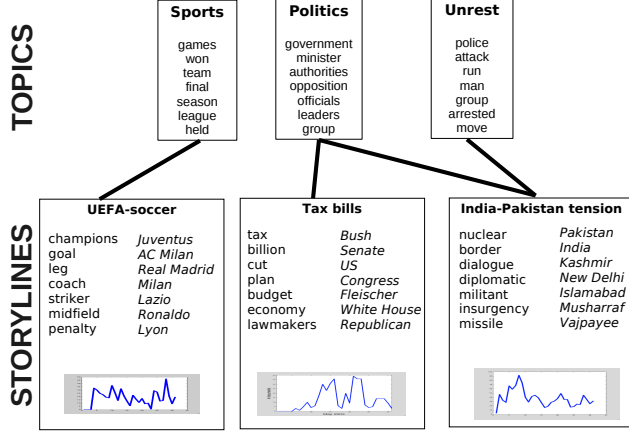 TOPICS
Sports
games
won
team
final
season
league
held
Politics
government
minister
authorities
opposition
officials
leaders
group
Unrest
police
attack
run
man
group
arrested
move
STORYLINES
UEFA-soccer
champions Juventus
goal AC Milan
leg Real Madrid
coach Milan
striker Lazio
midfield Ronaldo
penalty Lyon
Tax bills
tax Bush
billion Senate
cut US
plan Congress
budget Fleischer
economy White House
lawmakers Republican
India-Pakistan tension
nuclear Pakistan
border India
dialogue Kashmir
diplomatic New Delhi
militant Islamabad
insurgency Musharraf
missile Vajpayee